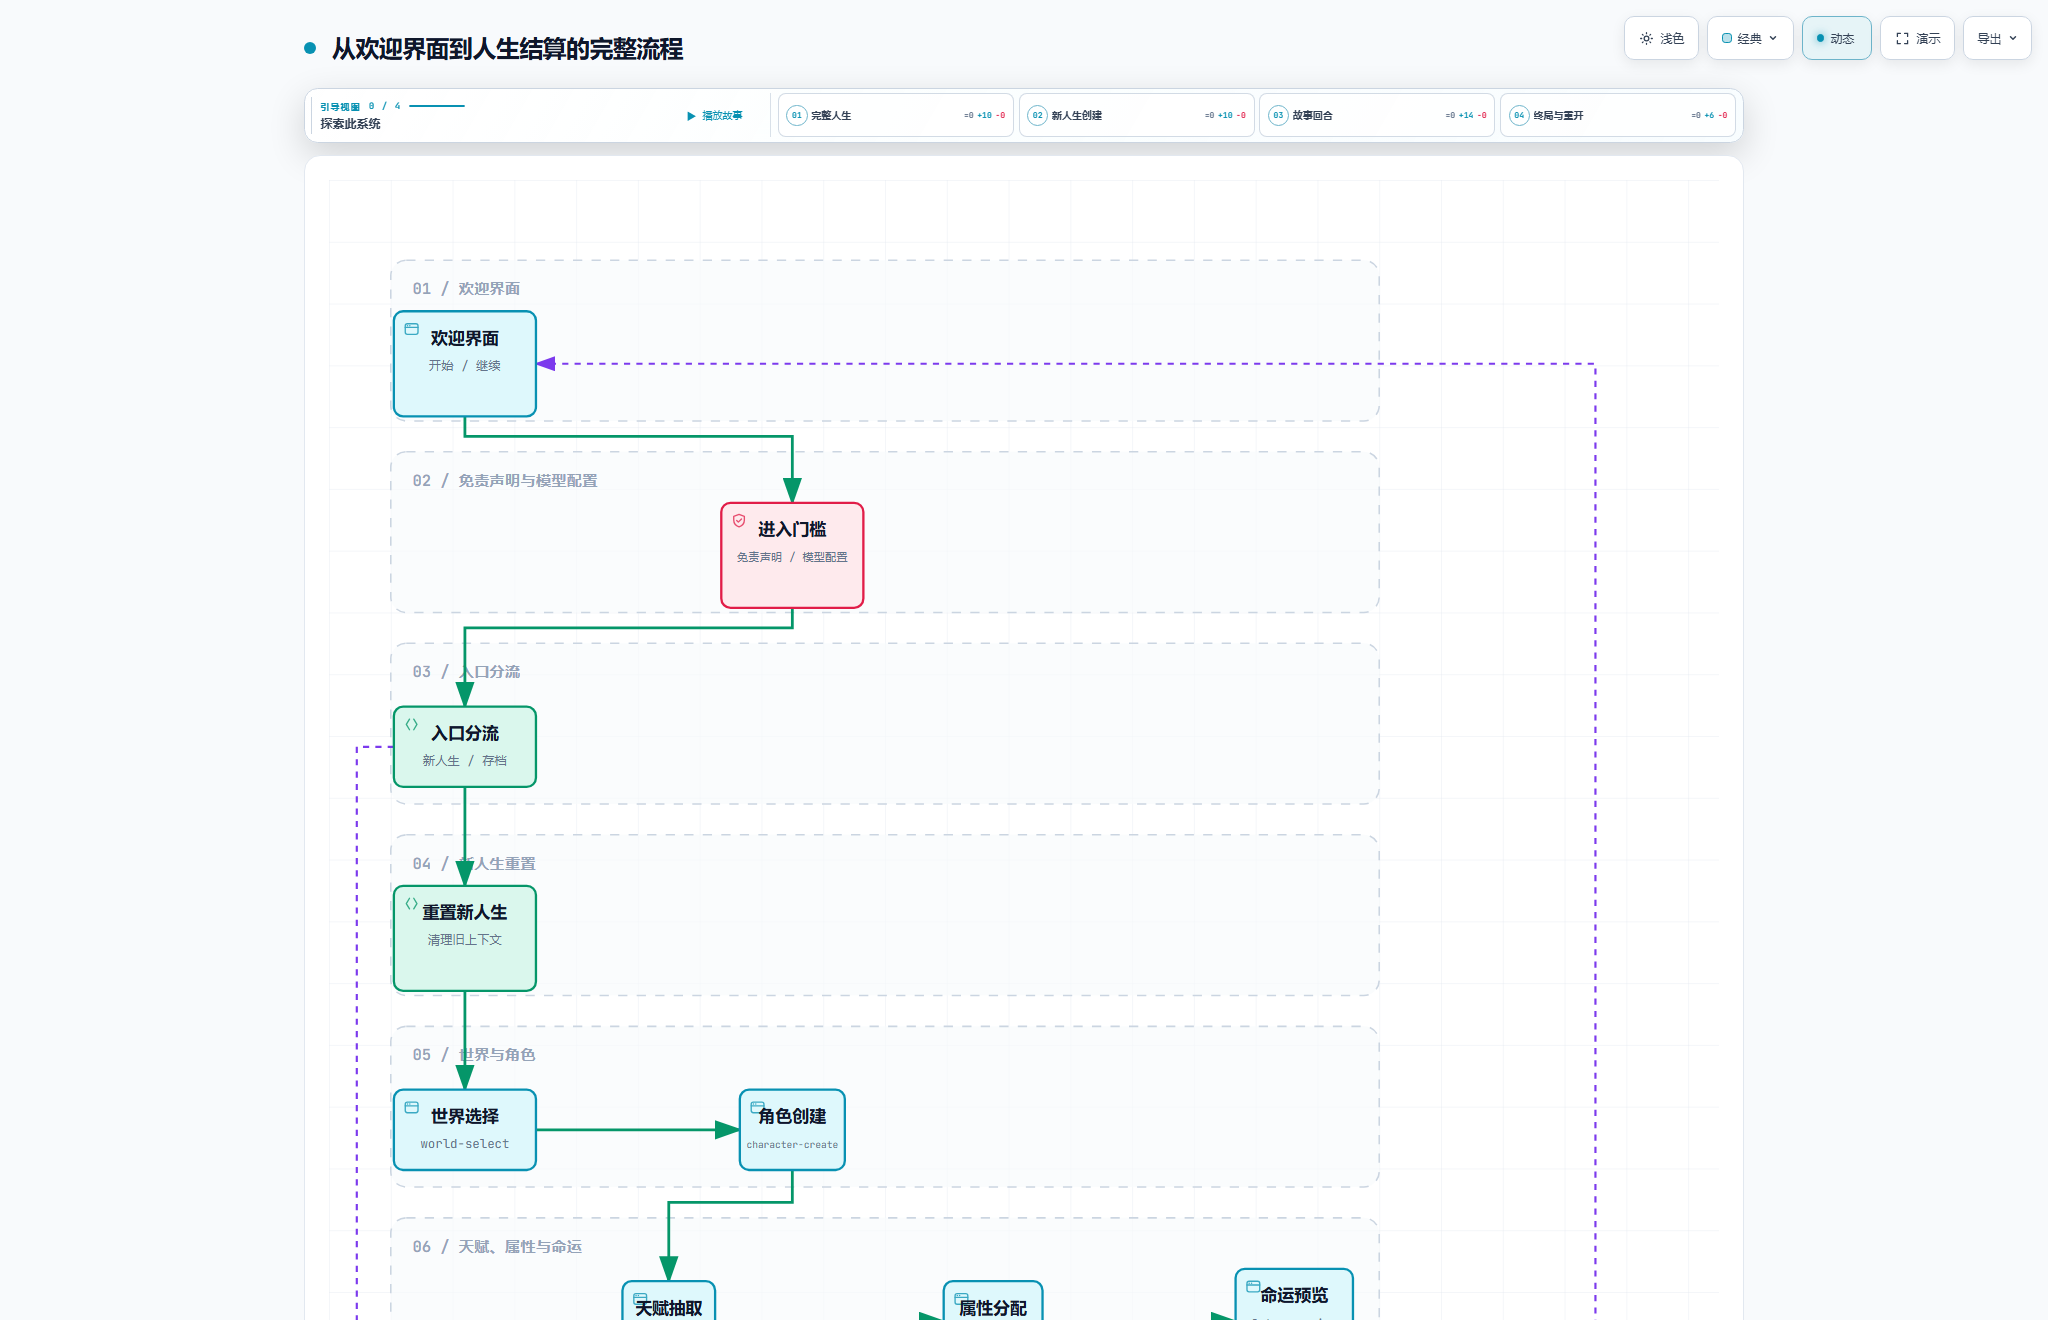 从欢迎界面到人生结算的完整流程
浅色
经典
动态
演示
导出
引导视图 0 / 4
探索此系统
播放故事
01 完整人生 =0 +10 -0
02 新人生创建 =0 +10 -0
03 故事回合 =0 +14 -0
04 终局与重开 =0 +6 -0
01 / 欢迎界面
欢迎界面
开始 / 继续
02 / 免责声明与模型配置
进入门槛
免责声明 / 模型配置
03 / 入口分流
入口分流
新人生 / 存档
04 / 新人生重置
重置新人生
清理旧上下文
05 / 世界与角色
世界选择
world-select
角色创建
character-create
06 / 天赋、属性与命运
天赋抽取
属性分配
命运预览